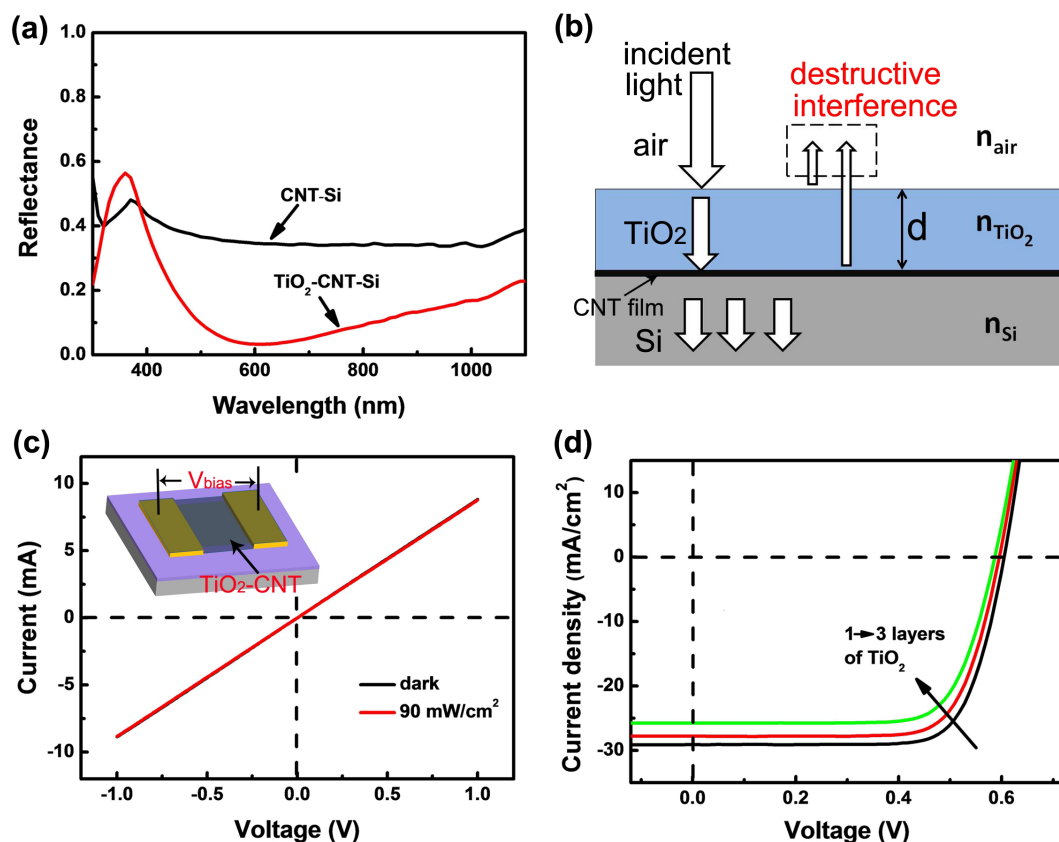 (a)
1.0
0.8
0.6
0.4
0.2
0.0
Reflectance
CNT-Si
TiO2-CNT-Si
400
600
800
1000
Wavelength (nm)
(b)
incident
light
destructive
interference
air
nair
TiO2
d
nTiO2
CNT film
Si
nSi
(c)
10
5
0
-5
-10
Current (mA)
Vbias
TiO2-CNT
dark
90 mW/cm2
-1.0
-0.5
0.0
0.5
1.0
Voltage (V)
(d)
10
0
-10
-20
-30
Current density (mA/cm2)
1→3 layers
of TiO2
0.0
0.2
0.4
0.6
Voltage (V)